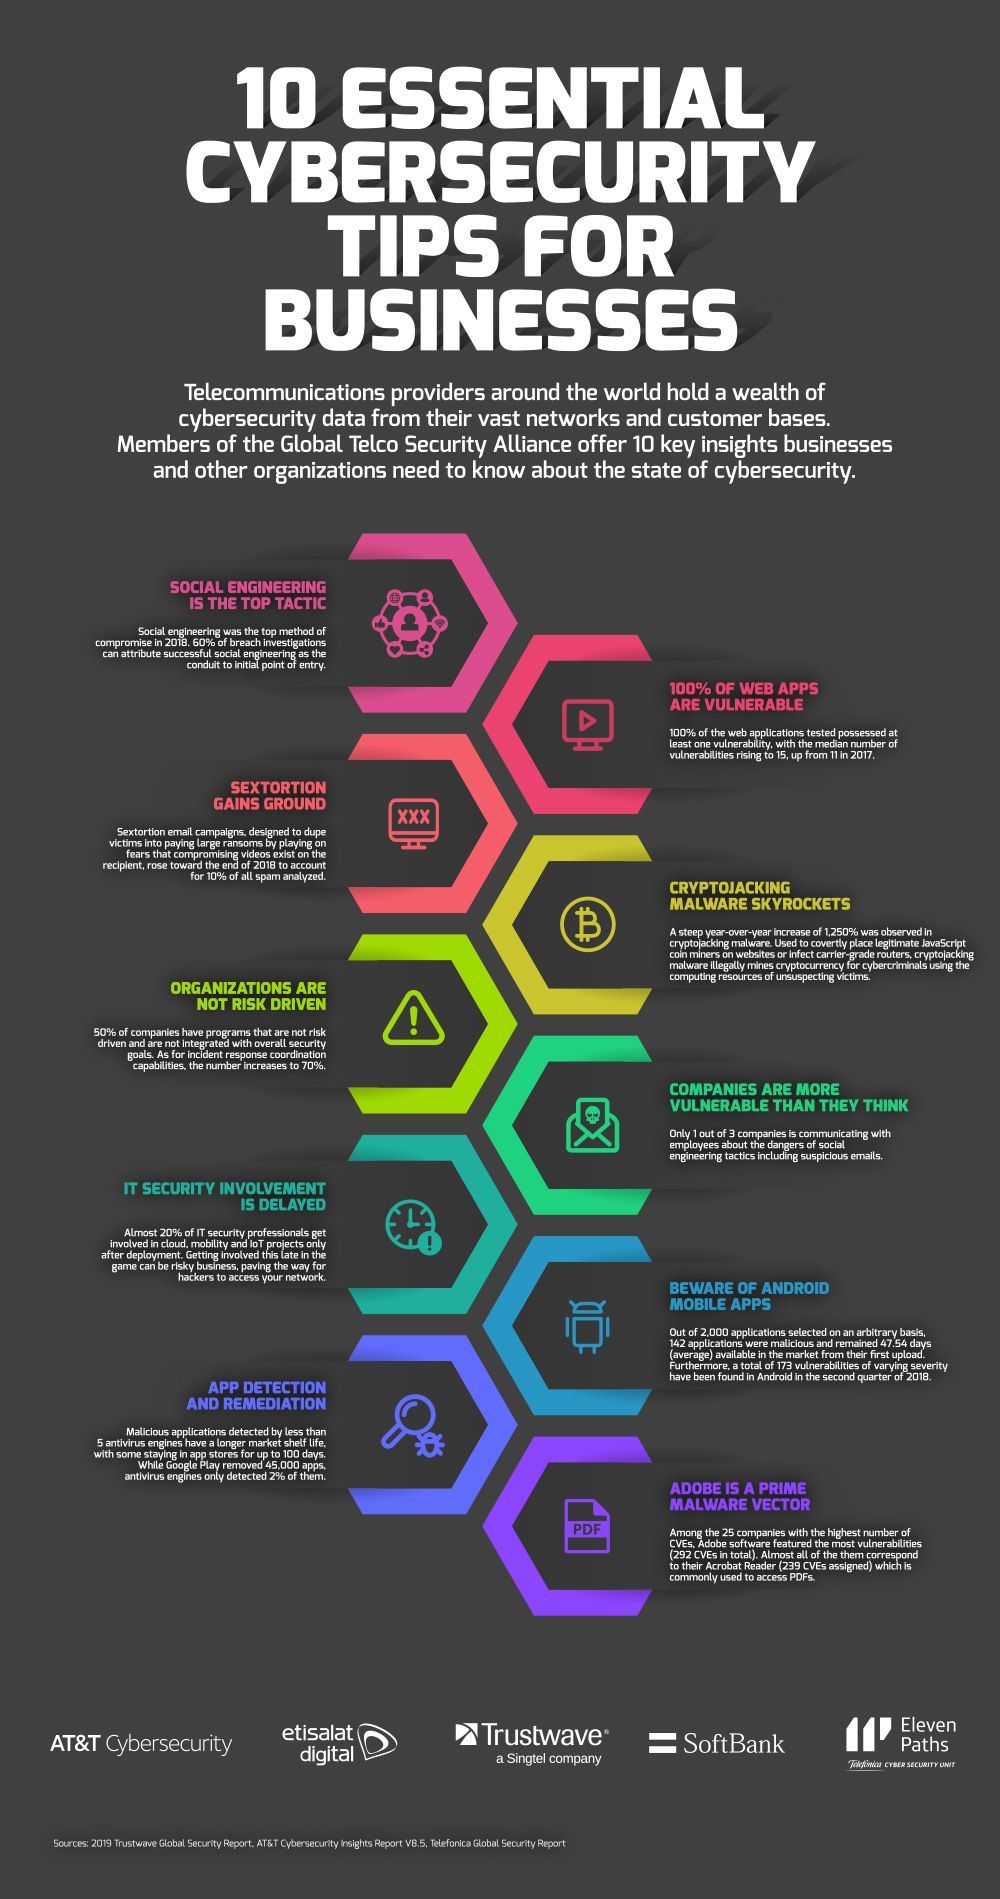 10 ESSENTIAL
CYBERSECURITY
TIPS FOR
BUSINESSES
Telecommunications providers around the world hold a wealth of
cybersecurity data from their vast networks and customer bases.
Members of the Global Telco Security Alliance offer 10 key insights businesses
and other organizations need to know about the state of cybersecurity.
SOCIAL ENGINEERING
IS THE TOP TACTIC
Social engineering was the top method of
compromise in 2018. 60% of breach investigations
can attribute successful social engineering as the
conduit to initial point of entry.
100% OF WEB APPS
ARE VULNERABLE
100% of the web applications tested possessed at
least one vulnerability, with the median number of
vulnerabilities rising to 15, up from 11 in 2017.
SEXTORTION
GAINS GROUND
Sextortion email campaigns, designed to dupe
victims into paying large ransoms by playing on
fears that compromising videos exist on the
recipient, rose toward the end of 2018 to account
for 10% of all spam analyzed.
XXX
CRYPTOJACKING
MALWARE SKYROCKETS
A steep year-over-year increase of 1,250% was observed in
cryptojacking malware. Used to covertly place legitimate JavaScript
coin miners on websites or infect carrier-grade routers, cryptojacking
malware illegally mines cryptocurrency for cybercriminals using the
computing resources of unsuspecting victims.
ORGANIZATIONS ARE
NOT RISK DRIVEN
50% of companies have programs that are not risk
driven and are not integrated with overall security
goals. As for incident response coordination
capabilities, the number increases to 70%.
COMPANIES ARE MORE
VULNERABLE THAN THEY THINK
Only 1 out of 3 companies is communicating with
employees about the dangers of social
engineering tactics including suspicious emails.
IT SECURITY INVOLVEMENT
IS DELAYED
Almost 20% of IT security professionals get
involved in cloud, mobility and IoT projects only
after deployment. Getting involved this late in the
game can be risky business, paving the way for
hackers to access your network.
BEWARE OF ANDROID
MOBILE APPS
Out of 2,000 applications selected on an arbitrary basis,
142 applications were malicious and remained 47.54 days
(average) available in the market from their first upload.
Furthermore, a total of 173 vulnerabilities of varying severity
have been found in Android in the second quarter of 2018.
APP DETECTION
AND REMEDIATION
Malicious applications detected by less than
5 antivirus engines have a longer market shelf life,
with some staying in app stores for up to 100 days.
While Google Play removed 45,000 apps,
antivirus engines only detected 2% of them.
PDF
ADOBE IS A PRIME
MALWARE VECTOR
Among the 25 companies with the highest number of
CVEs, Adobe software featured the most vulnerabilities
(292 CVEs in total). Almost all of the them correspond
to their Acrobat Reader (239 CVEs assigned) which is
commonly used to access PDFs.
AT&T Cybersecurity
etisalat
digital
Trustwave®
a Singtel company
SoftBank
Eleven
Paths
Telefónica CYBER SECURITY UNIT
Sources: 2019 Trustwave Global Security Report, AT&T Cybersecurity Insights Report V8.5, Telefonica Global Security Report